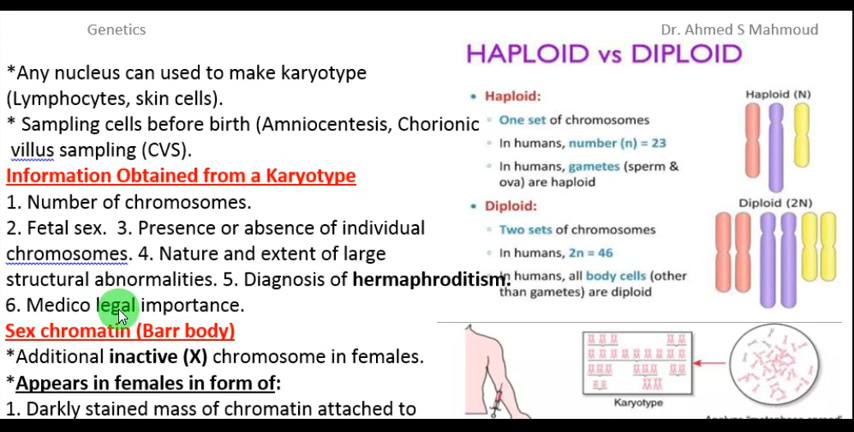 Genetics
Dr. Ahmed S Mahmoud
*Any nucleus can used to make karyotype
(Lymphocytes, skin cells).
* Sampling cells before birth (Amniocentesis, Chorionic
villus sampling (CVS).
Information Obtained from a Karyotype
1. Number of chromosomes.
2. Fetal sex. 3. Presence or absence of individual
chromosomes. 4. Nature and extent of large
structural abnormalities. 5. Diagnosis of hermaphroditism.
6. Medico legal importance.
Sex chromatin (Barr body)
*Additional inactive (X) chromosome in females.
*Appears in females in form of:
1. Darkly stained mass of chromatin attached to
HAPLOID vs DIPLOID
• Haploid:
One set of chromosomes
In humans, number (n) = 23
In humans, gametes (sperm &
ova) are haploid
• Diploid:
Two sets of chromosomes
In humans, 2n = 46
In humans, all body cells (other
than gametes) are diploid
Haploid (N)
Diploid (2N)
Karyotype